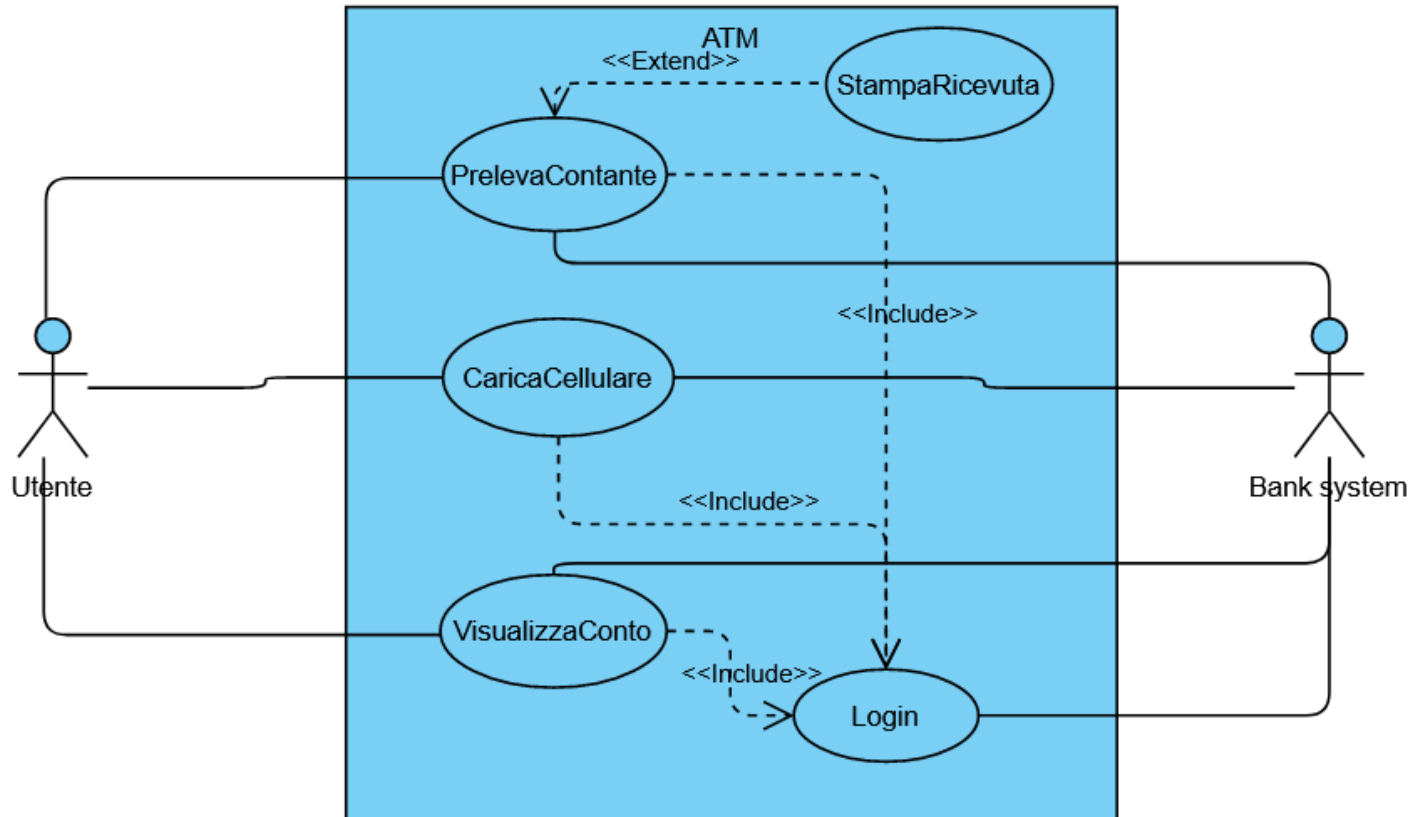 ATM
<<Extend>>
StampaRicevuta
PrelevaContante
<<Include>>
CaricaCellulare
Utente
Bank system
<<Include>>
VisualizzaConto
<<Include>>
Login